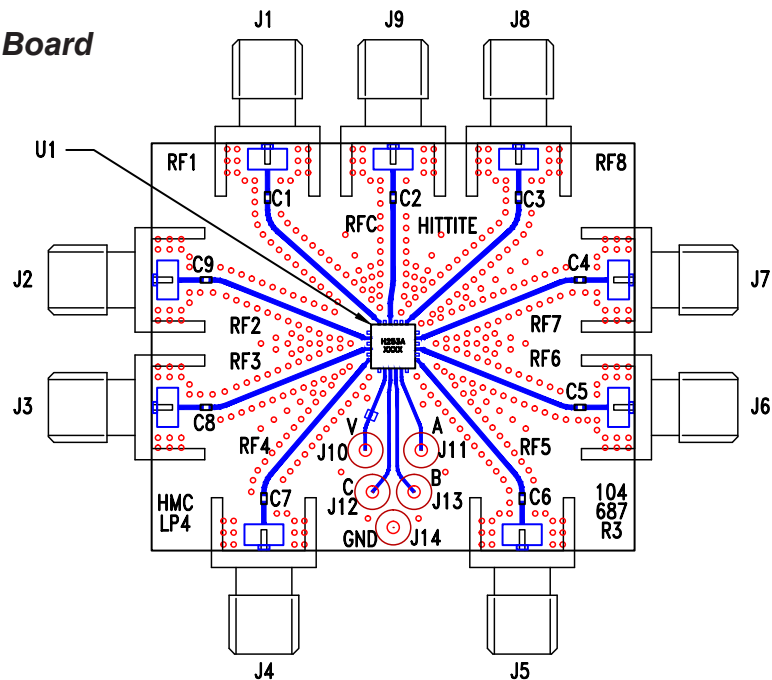 J1 J9 J8
Board
U1
RF1 RF8
C1 C2 C3
RFC HITTITE
J2 C9 C4 J7
RF2 RF7
H253A
XXXX
RF3 RF6
J3 C8 C5 J6
V A
RF4 J10 J11 RF5
C B
HMC C7 J12 J13 C6 104
LP4 687
GND J14 R3
J4 J5